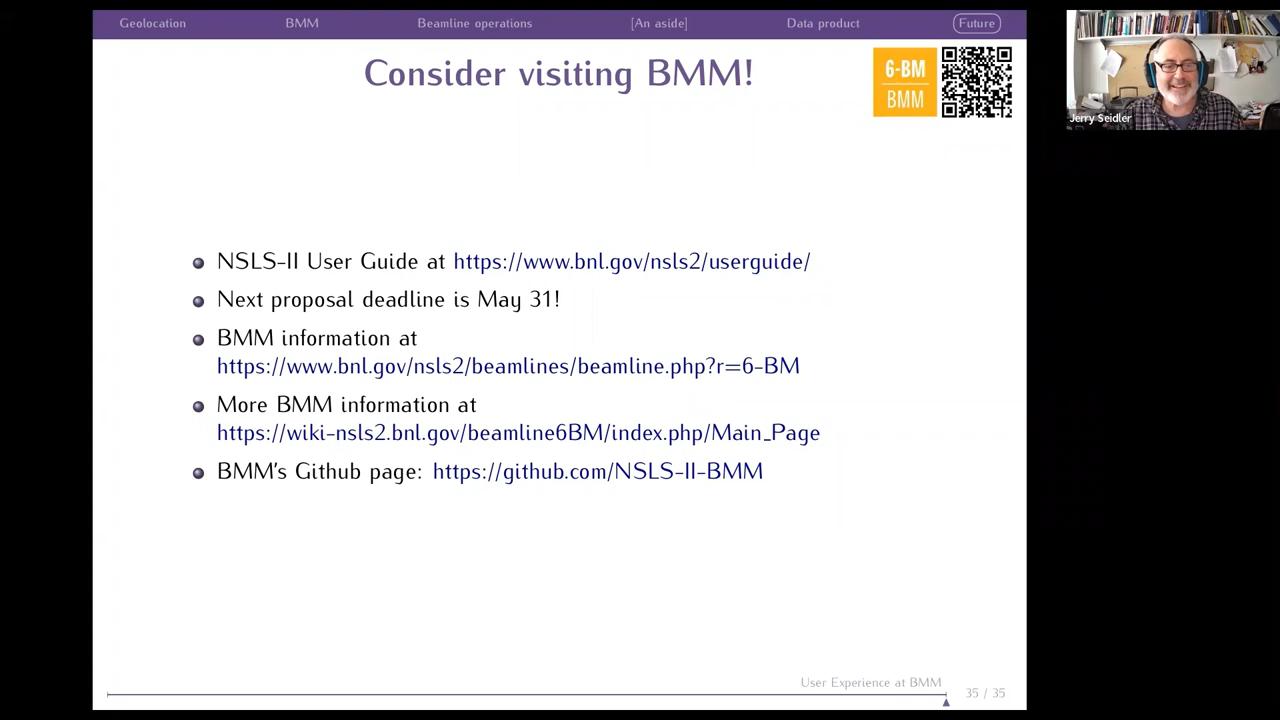 Geolocation BMM Beamline operations [An aside] Data product Future
Consider visiting BMM!
6-BM
BMM
Jerry Seidler
NSLS-II User Guide at https://www.bnl.gov/nsls2/userguide/
Next proposal deadline is May 31!
BMM information at
https://www.bnl.gov/nsls2/beamlines/beamline.php?r=6-BM
More BMM information at
https://wiki-nsls2.bnl.gov/beamline6BM/index.php/Main_Page
BMM's Github page: https://github.com/NSLS-II-BMM
User Experience at BMM
35 / 35